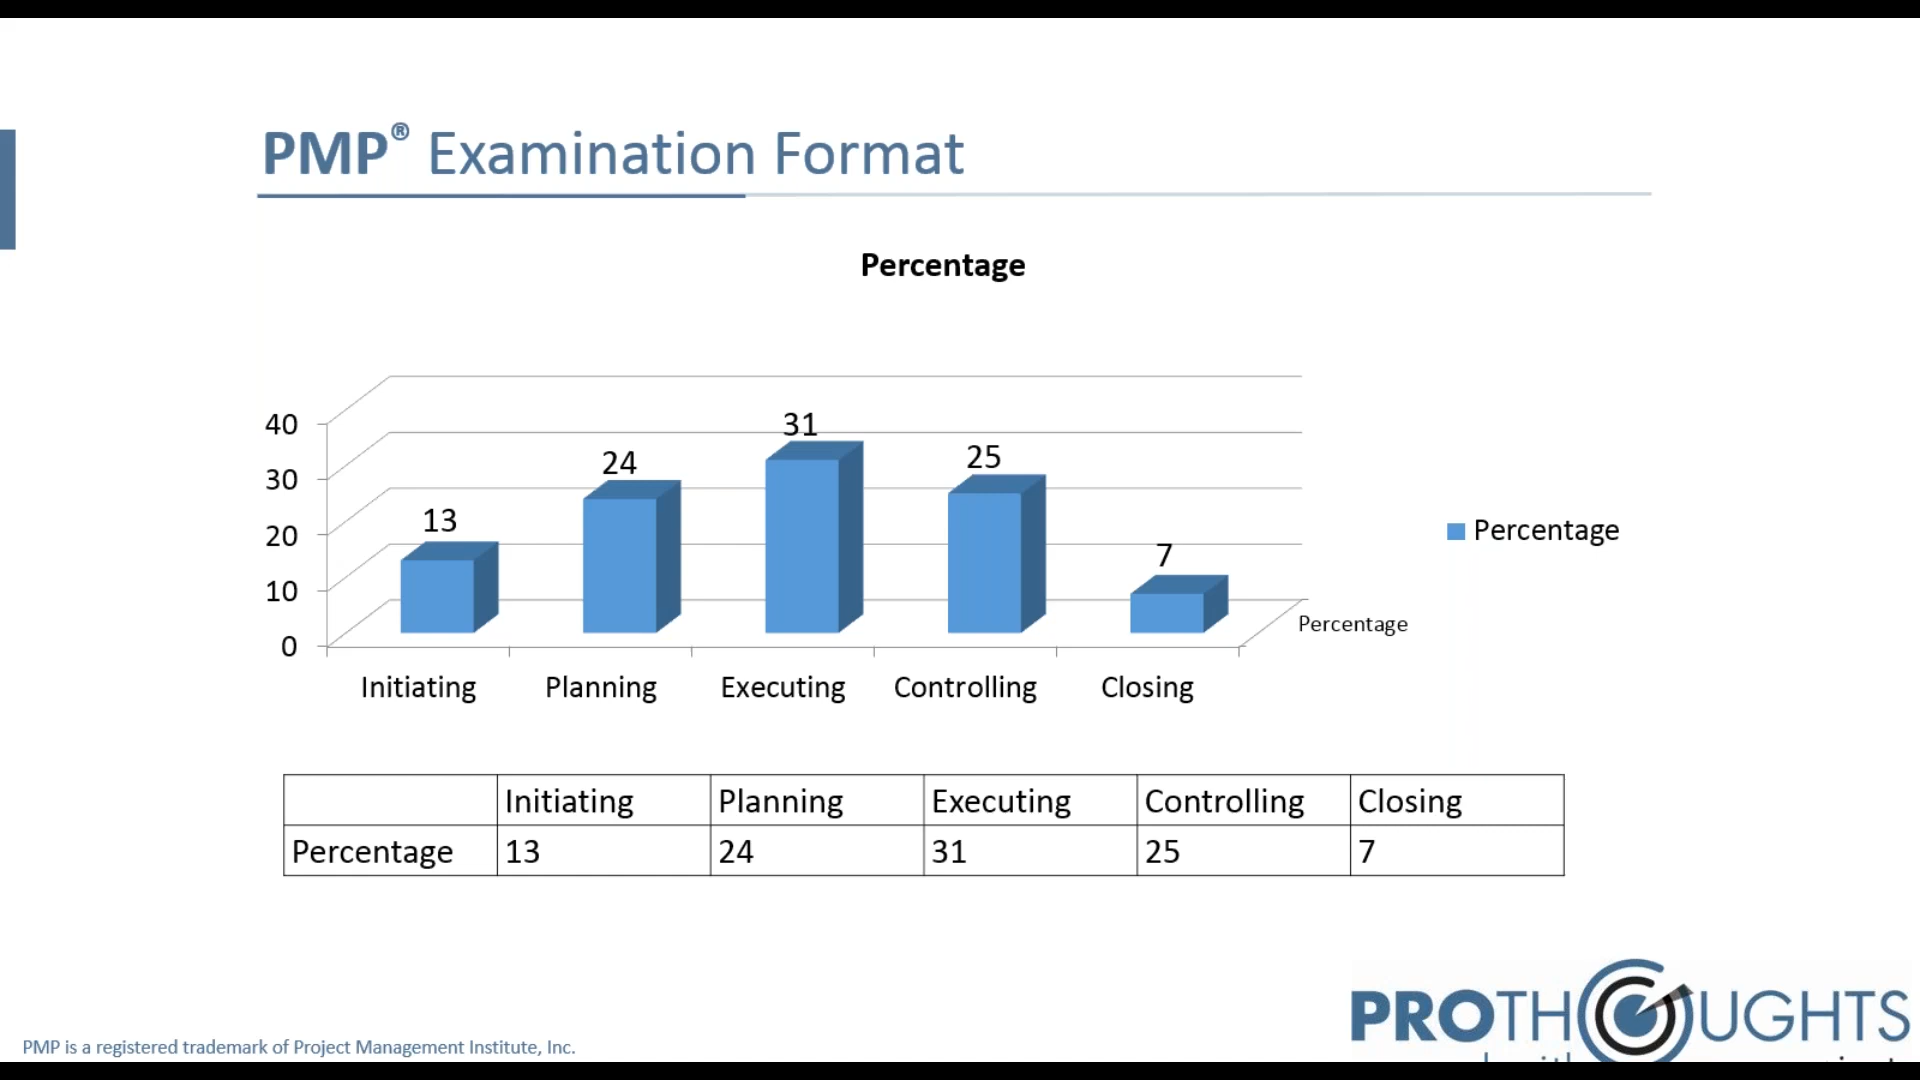 PMP® Examination Format
Percentage
40
30
20
10
0
13
24
31
25
7
Initiating Planning Executing Controlling Closing
Percentage
Percentage
Initiating Planning Executing Controlling Closing
Percentage 13 24 31 25 7
PROTHOUGHTS
PMP is a registered trademark of Project Management Institute, Inc.